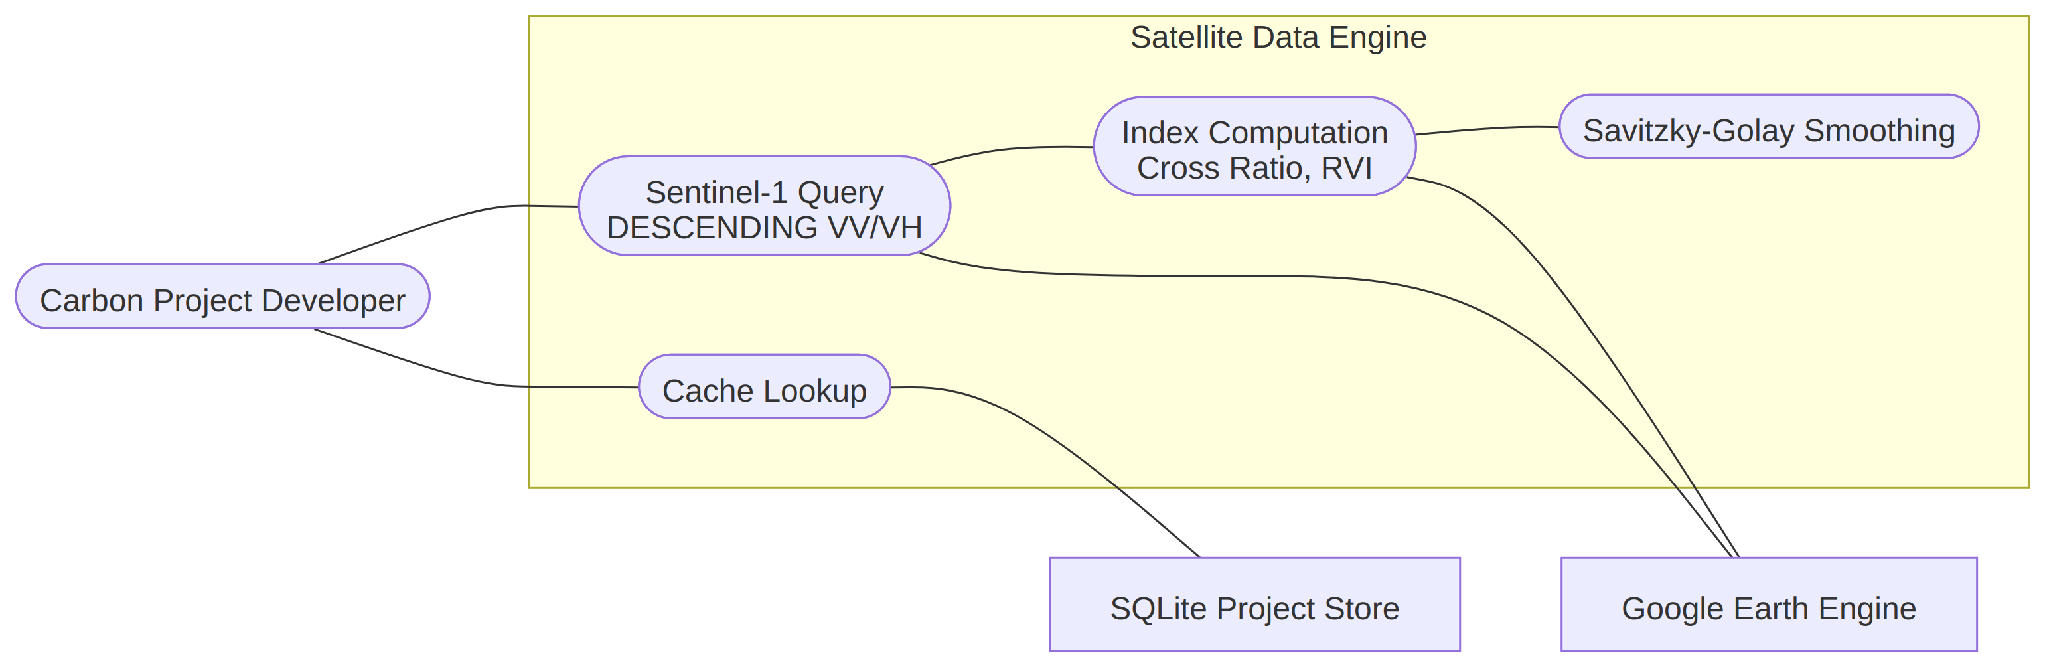 Satellite Data Engine
Index Computation
Cross Ratio, RVI
Savitzky-Golay Smoothing
Sentinel-1 Query
DESCENDING VV/VH
Carbon Project Developer
Cache Lookup
SQLite Project Store
Google Earth Engine